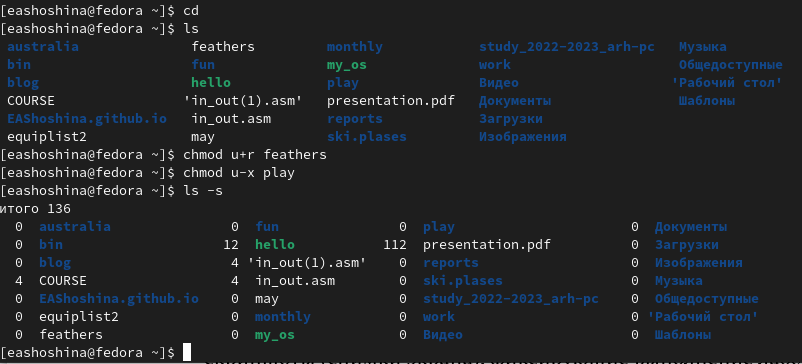 [eashoshina@fedora ~]$ cd
[eashoshina@fedora ~]$ ls
australia feathers monthly study_2022-2023_arh-pc Музыка
bin fun my_os work Общедоступные
blog hello play Видео 'Рабочий стол'
COURSE 'in_out(1).asm' presentation.pdf Документы Шаблоны
EAShoshina.github.io in_out.asm reports Загрузки
equiplist2 may ski.plases Изображения
[eashoshina@fedora ~]$ chmod u+r feathers
[eashoshina@fedora ~]$ chmod u-x play
[eashoshina@fedora ~]$ ls -s
итого 136
0 australia 0 fun 0 play 0 Документы
0 bin 12 hello 112 presentation.pdf 0 Загрузки
0 blog 4 'in_out(1).asm' 0 reports 0 Изображения
4 COURSE 4 in_out.asm 0 ski.plases 0 Музыка
0 EAShoshina.github.io 0 may 0 study_2022-2023_arh-pc 0 Общедоступные
0 equiplist2 0 monthly 0 work 0 'Рабочий стол'
0 feathers 0 my_os 0 Видео 0 Шаблоны
[eashoshina@fedora ~]$